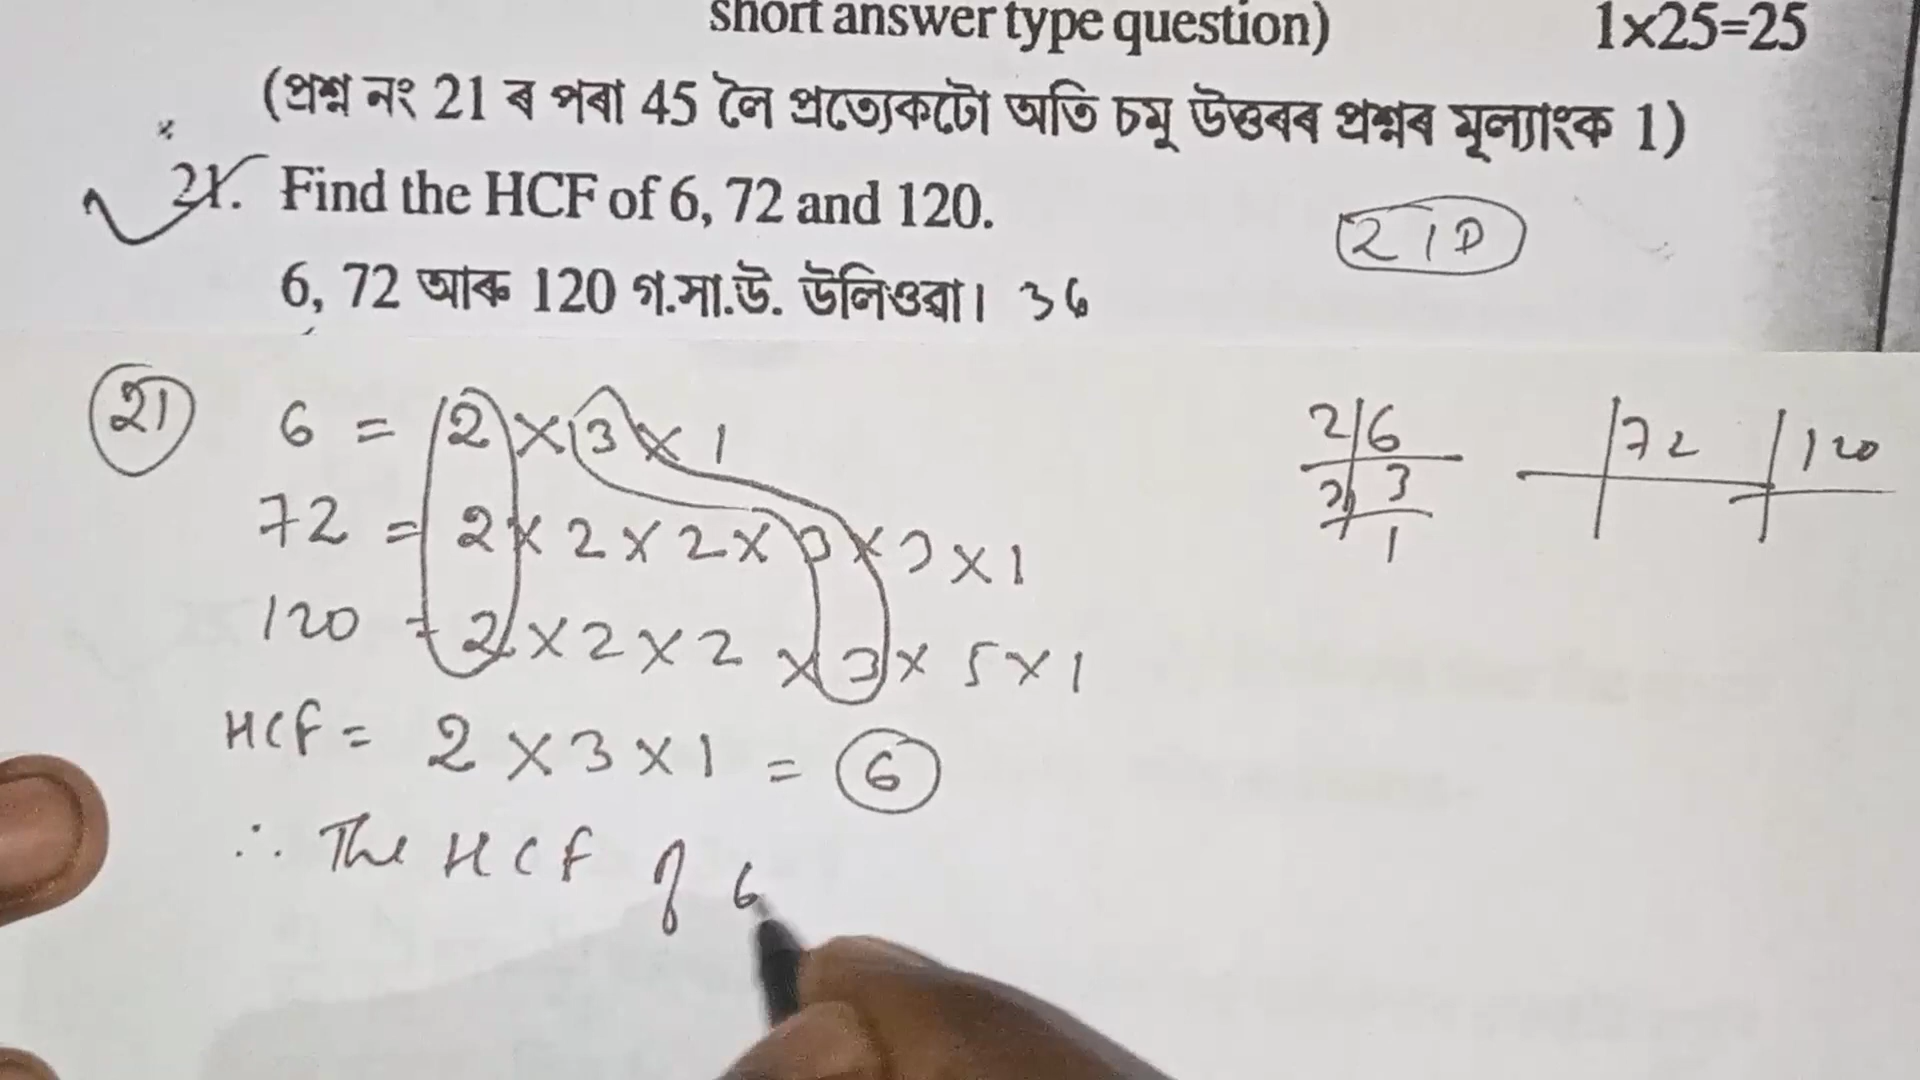 short answer type question) 1×25=25
(প্ৰশ্ন নং 21 ৰ পৰা 45 লৈ প্ৰত্যেকটো অতি চমু উত্তৰৰ প্ৰশ্নৰ মূল্যাংক 1)
21. Find the HCF of 6, 72 and 120.
6, 72 আৰু 120 গ.সা.উ. উলিওৱা। 36
21
6 = 2 × 3 × 1
72 = 2 × 2 × 2 × 3 × 3 × 1
120 = 2 × 2 × 2 × 3 × 5 × 1
HCF = 2 × 3 × 1 = 6
∴ The HCF of 6
2 6
3 3
1
72
120